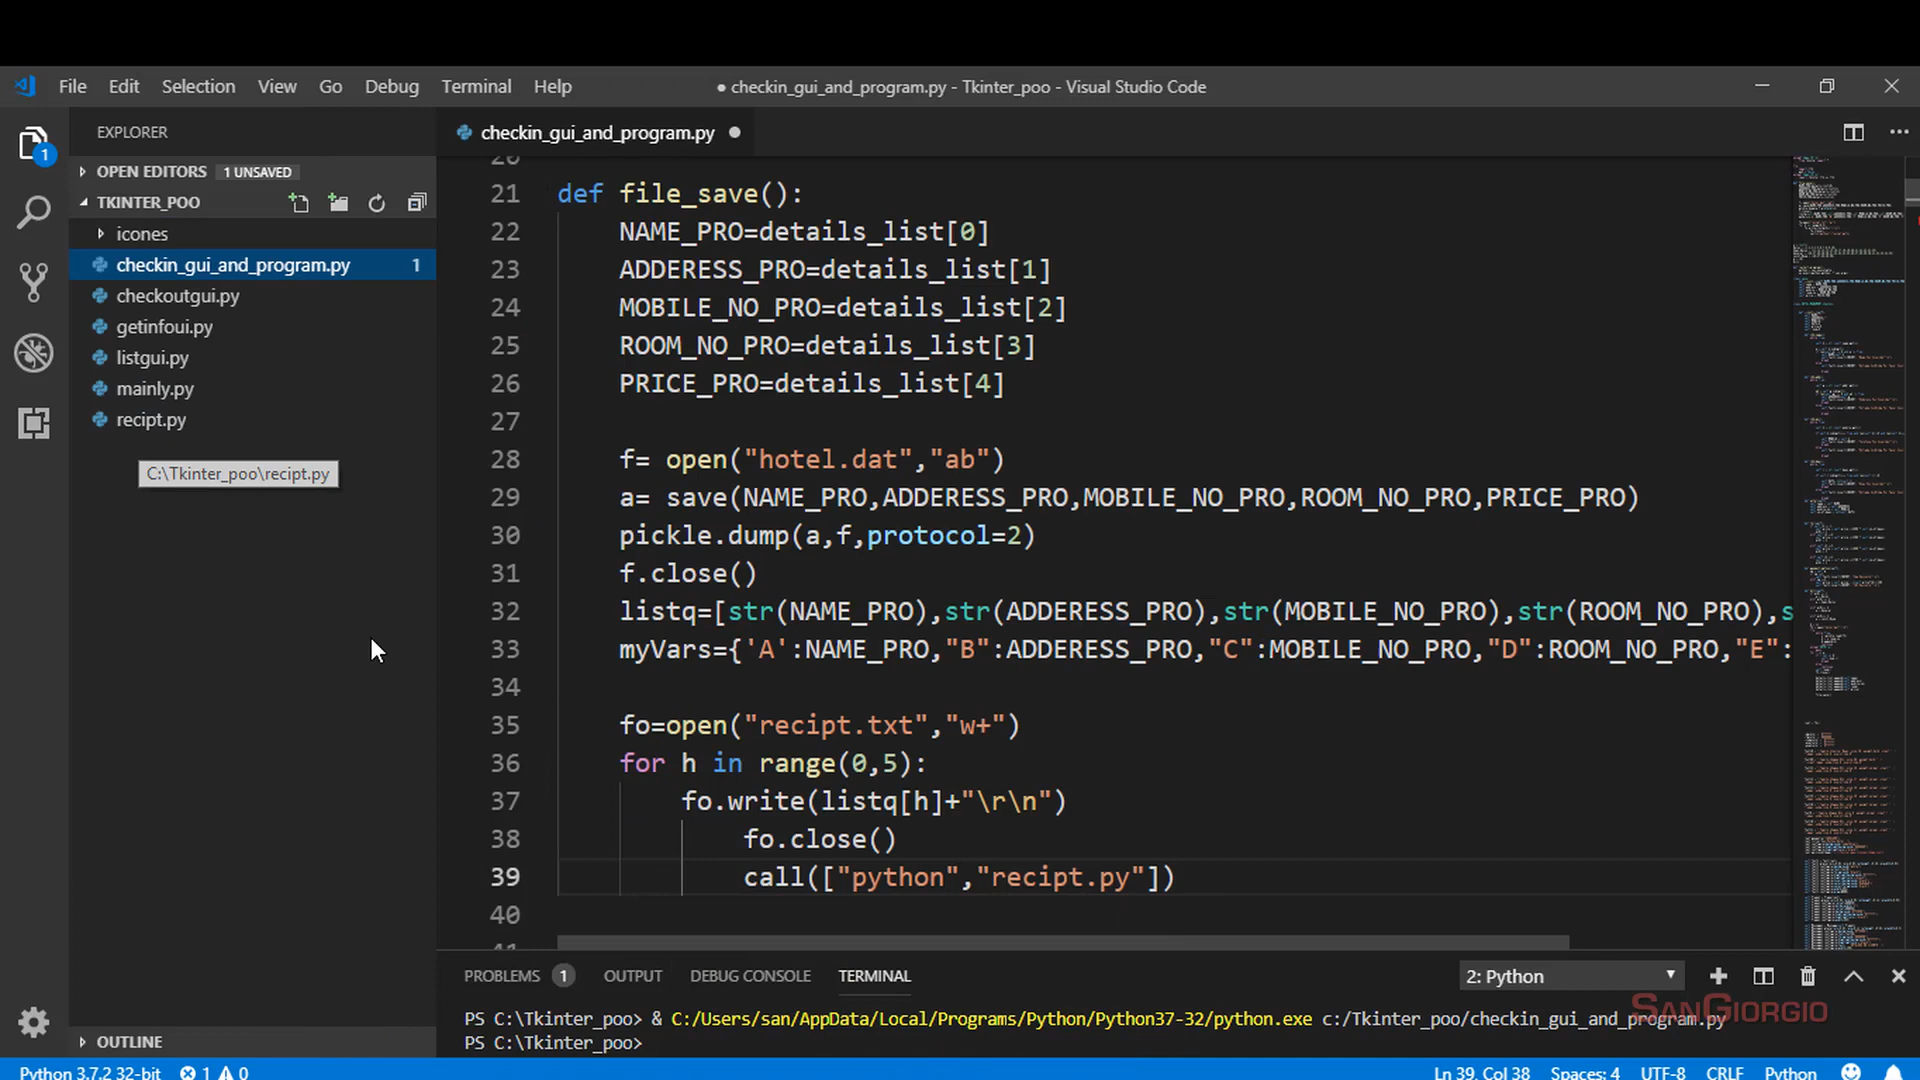 File Edit Selection View Go Debug Terminal Help ● checkin_gui_and_program.py - Tkinter_poo - Visual Studio Code
EXPLORER
OPEN EDITORS 1 UNSAVED
TKINTER_POO
icones
checkin_gui_and_program.py 1
checkoutgui.py
getinfoui.py
listgui.py
mainly.py
recipt.py
C:\Tkinter_poo\recipt.py
OUTLINE
checkin_gui_and_program.py
20
21 def file_save():
22 NAME_PRO=details_list[0]
23 ADDERESS_PRO=details_list[1]
24 MOBILE_NO_PRO=details_list[2]
25 ROOM_NO_PRO=details_list[3]
26 PRICE_PRO=details_list[4]
27
28 f= open("hotel.dat","ab")
29 a= save(NAME_PRO,ADDERESS_PRO,MOBILE_NO_PRO,ROOM_NO_PRO,PRICE_PRO)
30 pickle.dump(a,f,protocol=2)
31 f.close()
32 listq=[str(NAME_PRO),str(ADDERESS_PRO),str(MOBILE_NO_PRO),str(ROOM_NO_PRO),s
33 myVars={'A':NAME_PRO,"B":ADDERESS_PRO,"C":MOBILE_NO_PRO,"D":ROOM_NO_PRO,"E":
34
35 fo=open("recipt.txt","w+")
36 for h in range(0,5):
37 fo.write(listq[h]+"\r\n")
38 fo.close()
39 call(["python","recipt.py"])
40
41
PROBLEMS 1 OUTPUT DEBUG CONSOLE TERMINAL 2: Python
SANGIORGIO
PS C:\Tkinter_poo> & C:/Users/san/AppData/Local/Programs/Python/Python37-32/python.exe c:/Tkinter_poo/checkin_gui_and_program.py
PS C:\Tkinter_poo>
Python 3.7.2 32-bit 1 0 Ln 39, Col 38 Spaces: 4 UTF-8 CRLF Python